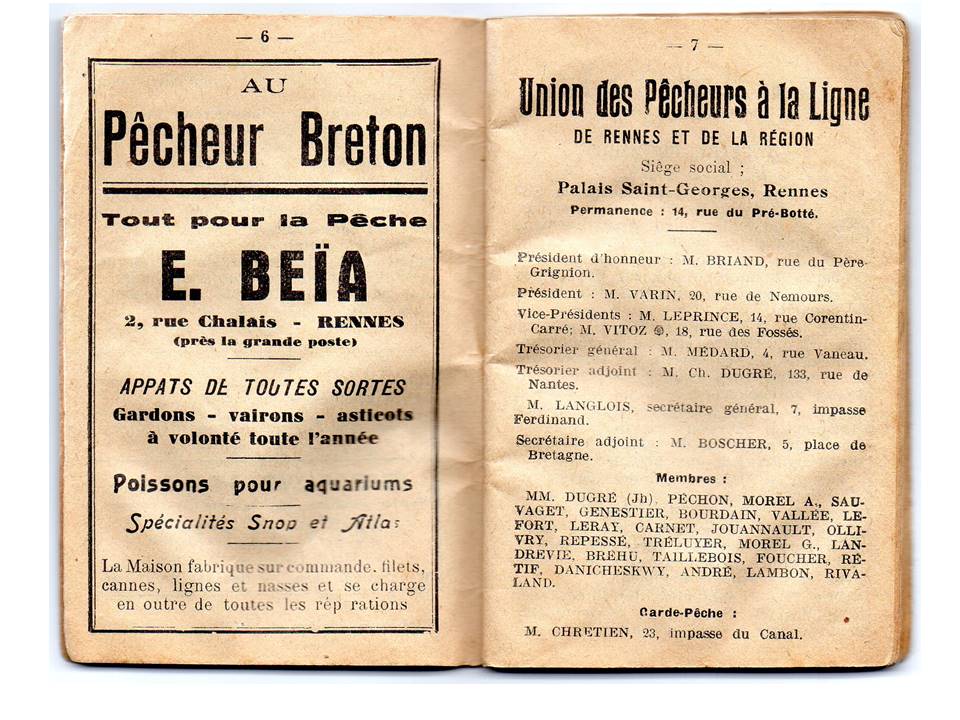 — 6 —
AU
Pêcheur Breton
Tout pour la Pêche
E. BEÏA
2, rue Chalais - RENNES
(près la grande poste)
APPATS DE TOUTES SORTES
Gardons - vairons - asticots
à volonté toute l'année
Poissons pour aquariums
Spécialités Snop et Atlas
La Maison fabrique sur commande. filets,
cannes, lignes et nasses et se charge
en outre de toutes les rép rations
— 7 —
Union des Pêcheurs à la Ligne
DE RENNES ET DE LA RÉGION
Siège social ;
Palais Saint-Georges, Rennes
Permanence : 14, rue du Pré-Botté.
Président d'honneur : M. BRIAND, rue du Père-
Grignion.
Président : M. VARIN, 20, rue de Nemours.
Vice-Présidents : M. LEPRINCE, 14, rue Corentin-
Carré; M. VITOZ, 18, rue des Fossés.
Trésorier général : M. MÉDARD, 4, rue Vaneau.
Trésorier adjoint : M. Ch. DUGRÉ, 133, rue de
Nantes.
M. LANGLOIS, secrétaire général, 7, impasse
Ferdinand.
Secrétaire adjoint : M. BOSCHER, 5, place de
Bretagne.
Membres :
MM. DUGRÉ (Jh) PÉCHON, MOREL A., SAU-
VAGET, GENESTIER, BOURDAIN, VALLÉE, LE-
FORT, LERAY, CARNET, JOUANNAULT, OLLI-
VRY, REPESSÉ, TRÉLUYER, MOREL G., LAN-
DREVIE, BRÉHU, TAILLEBOIS, FOUCHER, RÉ-
TIF, DANICHESKWY, ANDRÉ, LAMBON, RIVA-
LAND.
Garde-Pêche :
M. CHRETIEN, 23, impasse du Canal.